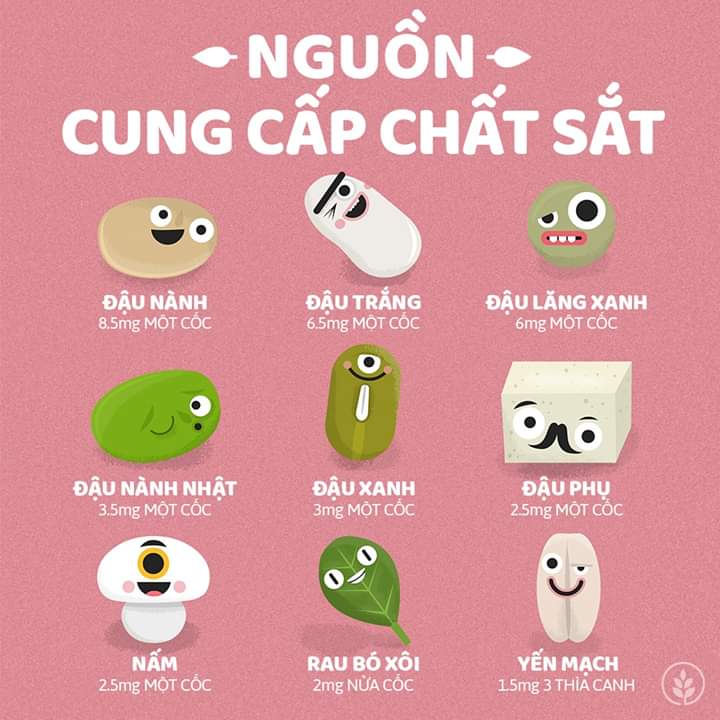 NGUỒN
CUNG CẤP CHẤT SẮT
ĐẬU NÀNH
8.5mg MỘT CỐC
ĐẬU TRẮNG
6.5mg MỘT CỐC
ĐẬU LĂNG XANH
6mg MỘT CỐC
ĐẬU NÀNH NHẬT
3.5mg MỘT CỐC
ĐẬU XANH
3mg MỘT CỐC
ĐẬU PHỤ
2.5mg MỘT CỐC
NẤM
2.5mg MỘT CỐC
RAU BÓ XÔI
2mg NỬA CỐC
YẾN MẠCH
1.5mg 3 THÌA CANH